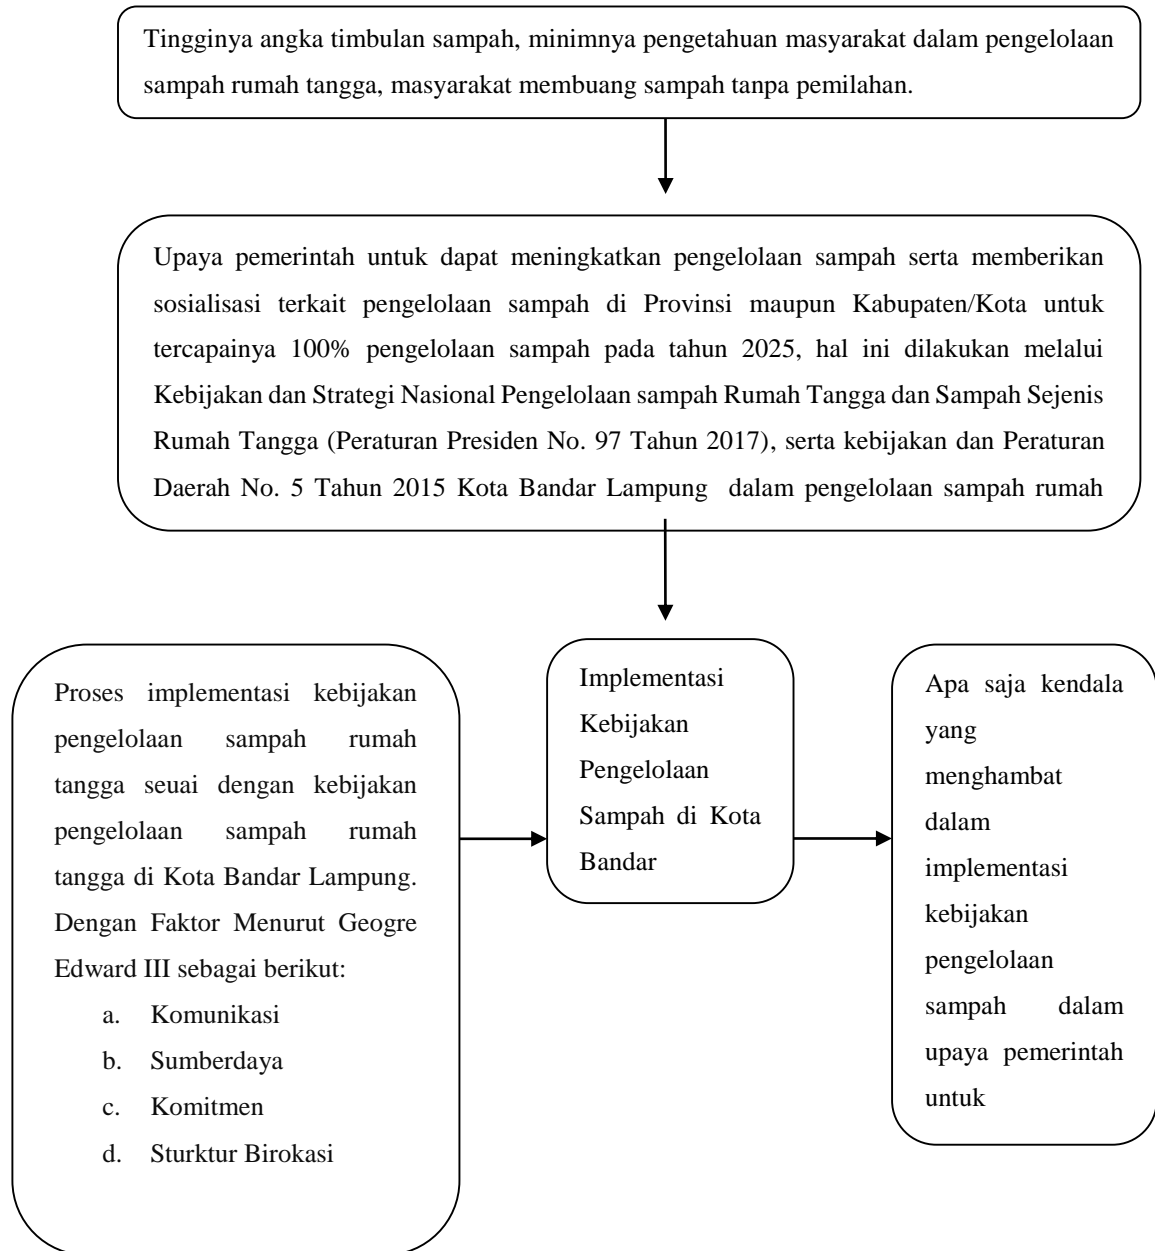 Tingginya angka timbulan sampah, minimnya pengetahuan masyarakat dalam pengelolaan
sampah rumah tangga, masyarakat membuang sampah tanpa pemilahan.
Upaya pemerintah untuk dapat meningkatkan pengelolaan sampah serta memberikan
sosialisasi terkait pengelolaan sampah di Provinsi maupun Kabupaten/Kota untuk
tercapainya 100% pengelolaan sampah pada tahun 2025, hal ini dilakukan melalui
Kebijakan dan Strategi Nasional Pengelolaan sampah Rumah Tangga dan Sampah Sejenis
Rumah Tangga (Peraturan Presiden No. 97 Tahun 2017), serta kebijakan dan Peraturan
Daerah No. 5 Tahun 2015 Kota Bandar Lampung dalam pengelolaan sampah rumah
Proses implementasi kebijakan
pengelolaan sampah rumah
tangga seuai dengan kebijakan
pengelolaan sampah rumah
tangga di Kota Bandar Lampung.
Dengan Faktor Menurut Geogre
Edward III sebagai berikut:
a. Komunikasi
b. Sumberdaya
c. Komitmen
d. Sturktur Birokasi
Implementasi
Kebijakan
Pengelolaan
Sampah di Kota
Bandar
Apa saja kendala
yang
menghambat
dalam
implementasi
kebijakan
pengelolaan
sampah dalam
upaya pemerintah
untuk